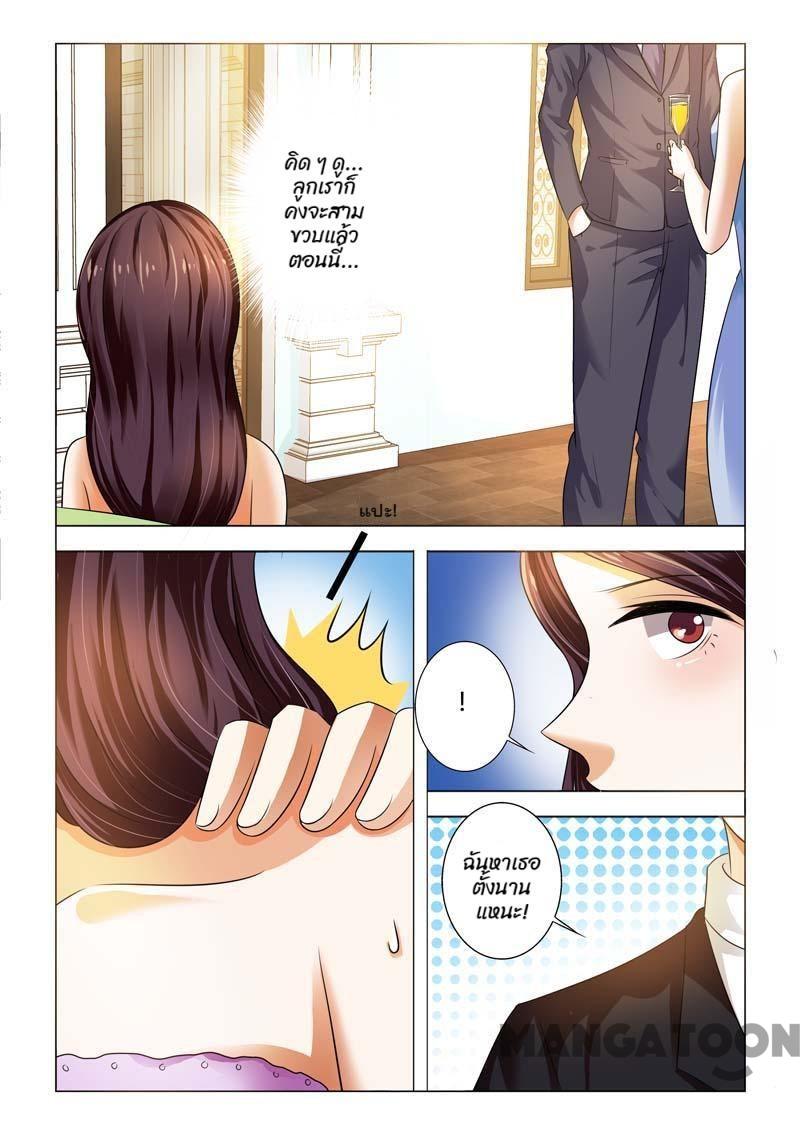 คิด ๆ ดู...
ลูกเราก็
คงจะสาม
ขวบแล้ว
ตอนนี้...
แปะ!
!
ฉันหาเธอ
ตั้งนาน
แหนะ!
MANGATOON